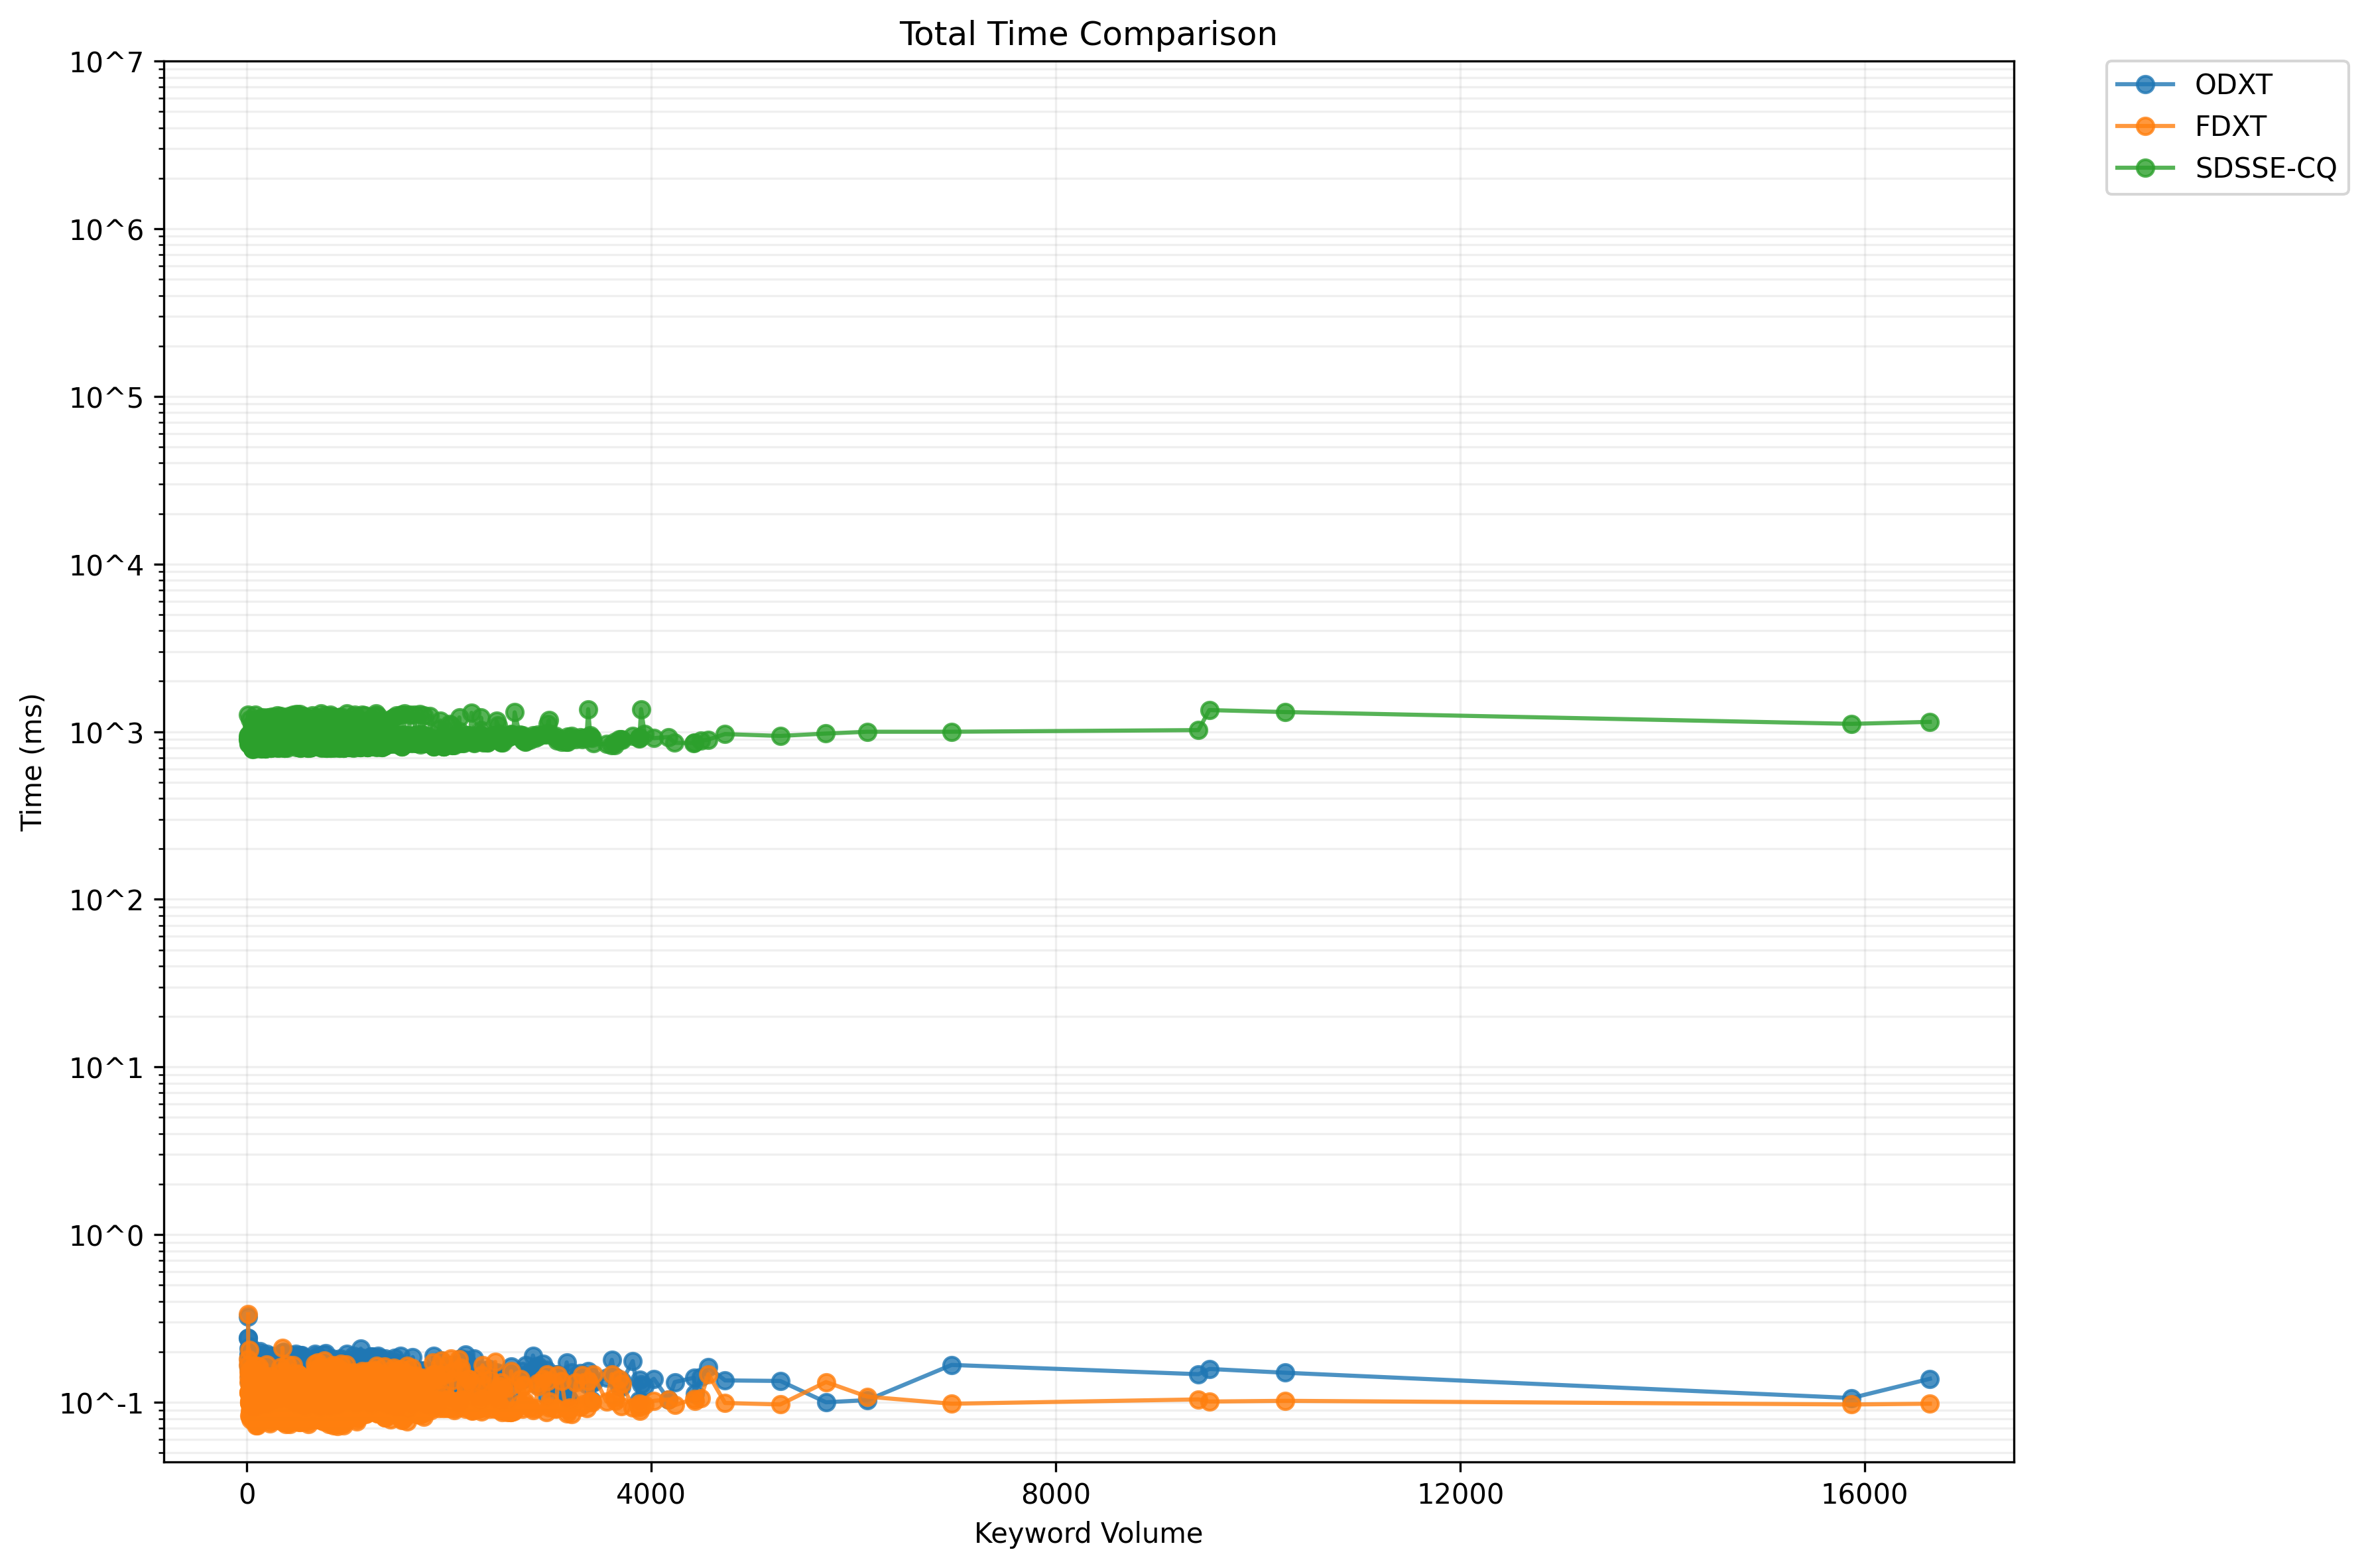 Total Time Comparison
10^7
10^6
10^5
10^4
10^3
10^2
10^1
10^0
10^-1
Time (ms)
0 4000 8000 12000 16000
Keyword Volume
ODXT
FDXT
SDSSE-CQ